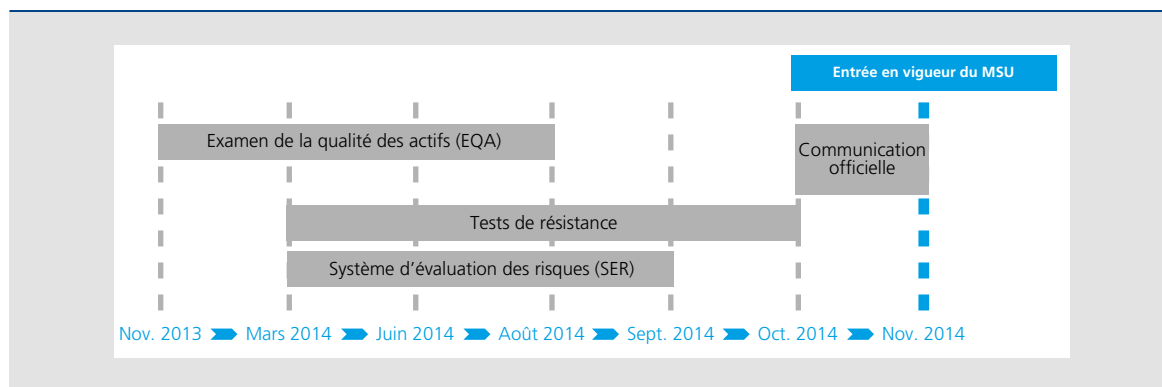 Entrée en vigueur du MSU
Examen de la qualité des actifs (EQA)
Communication
officielle
Tests de résistance
Système d’évaluation des risques (SER)
Nov. 2013 Mars 2014 Juin 2014 Août 2014 Sept. 2014 Oct. 2014 Nov. 2014